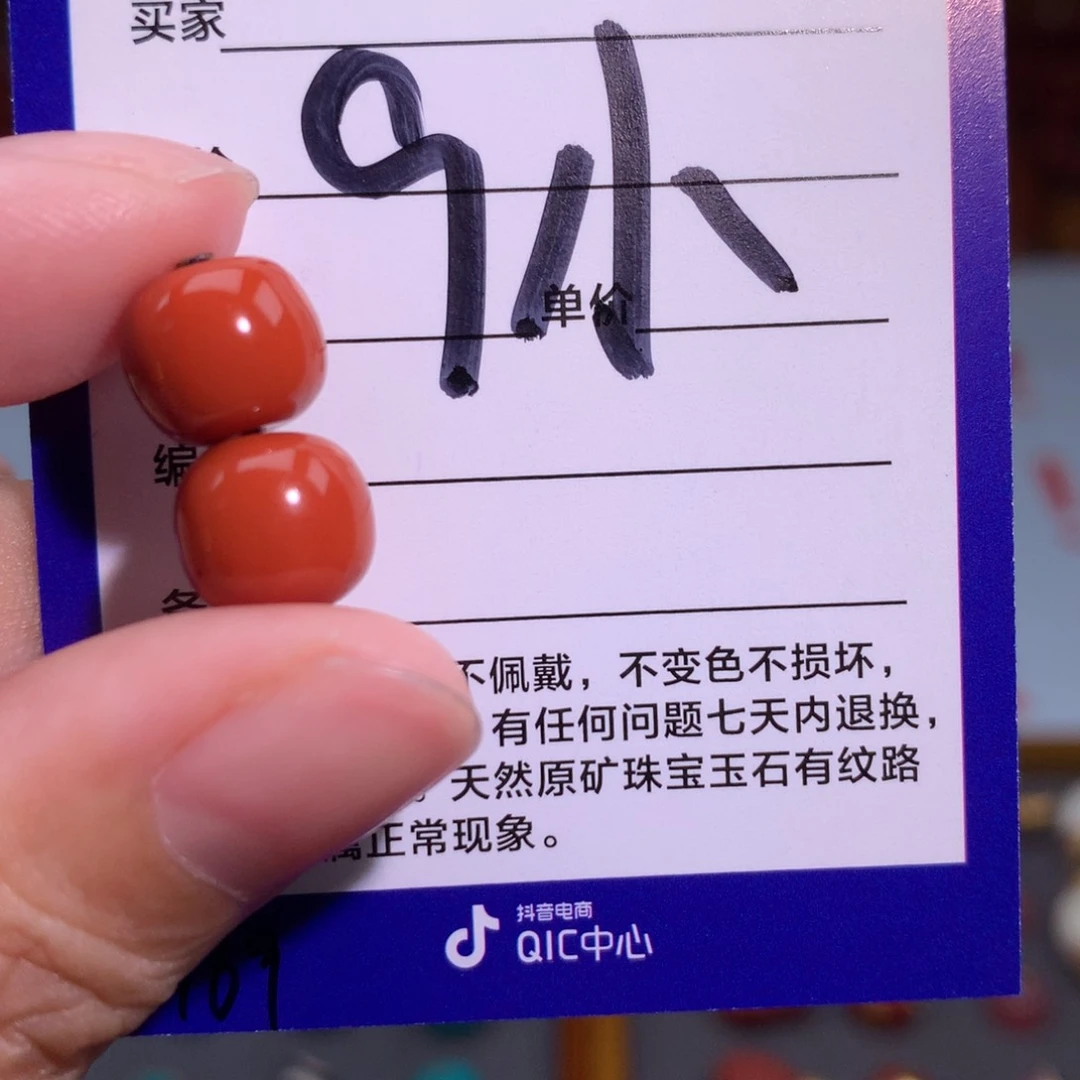 买家
9小
单价
编
不佩戴，不变色不损坏，
有任何问题七天内退换，
。天然原矿珠宝玉石有纹路
属正常现象。
抖音电商
QIC中心